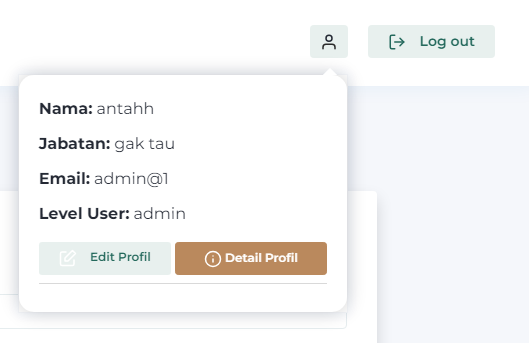 Log out
Nama: antahh
Jabatan: gak tau
Email: admin@1
Level User: admin
Edit Profil
Detail Profil